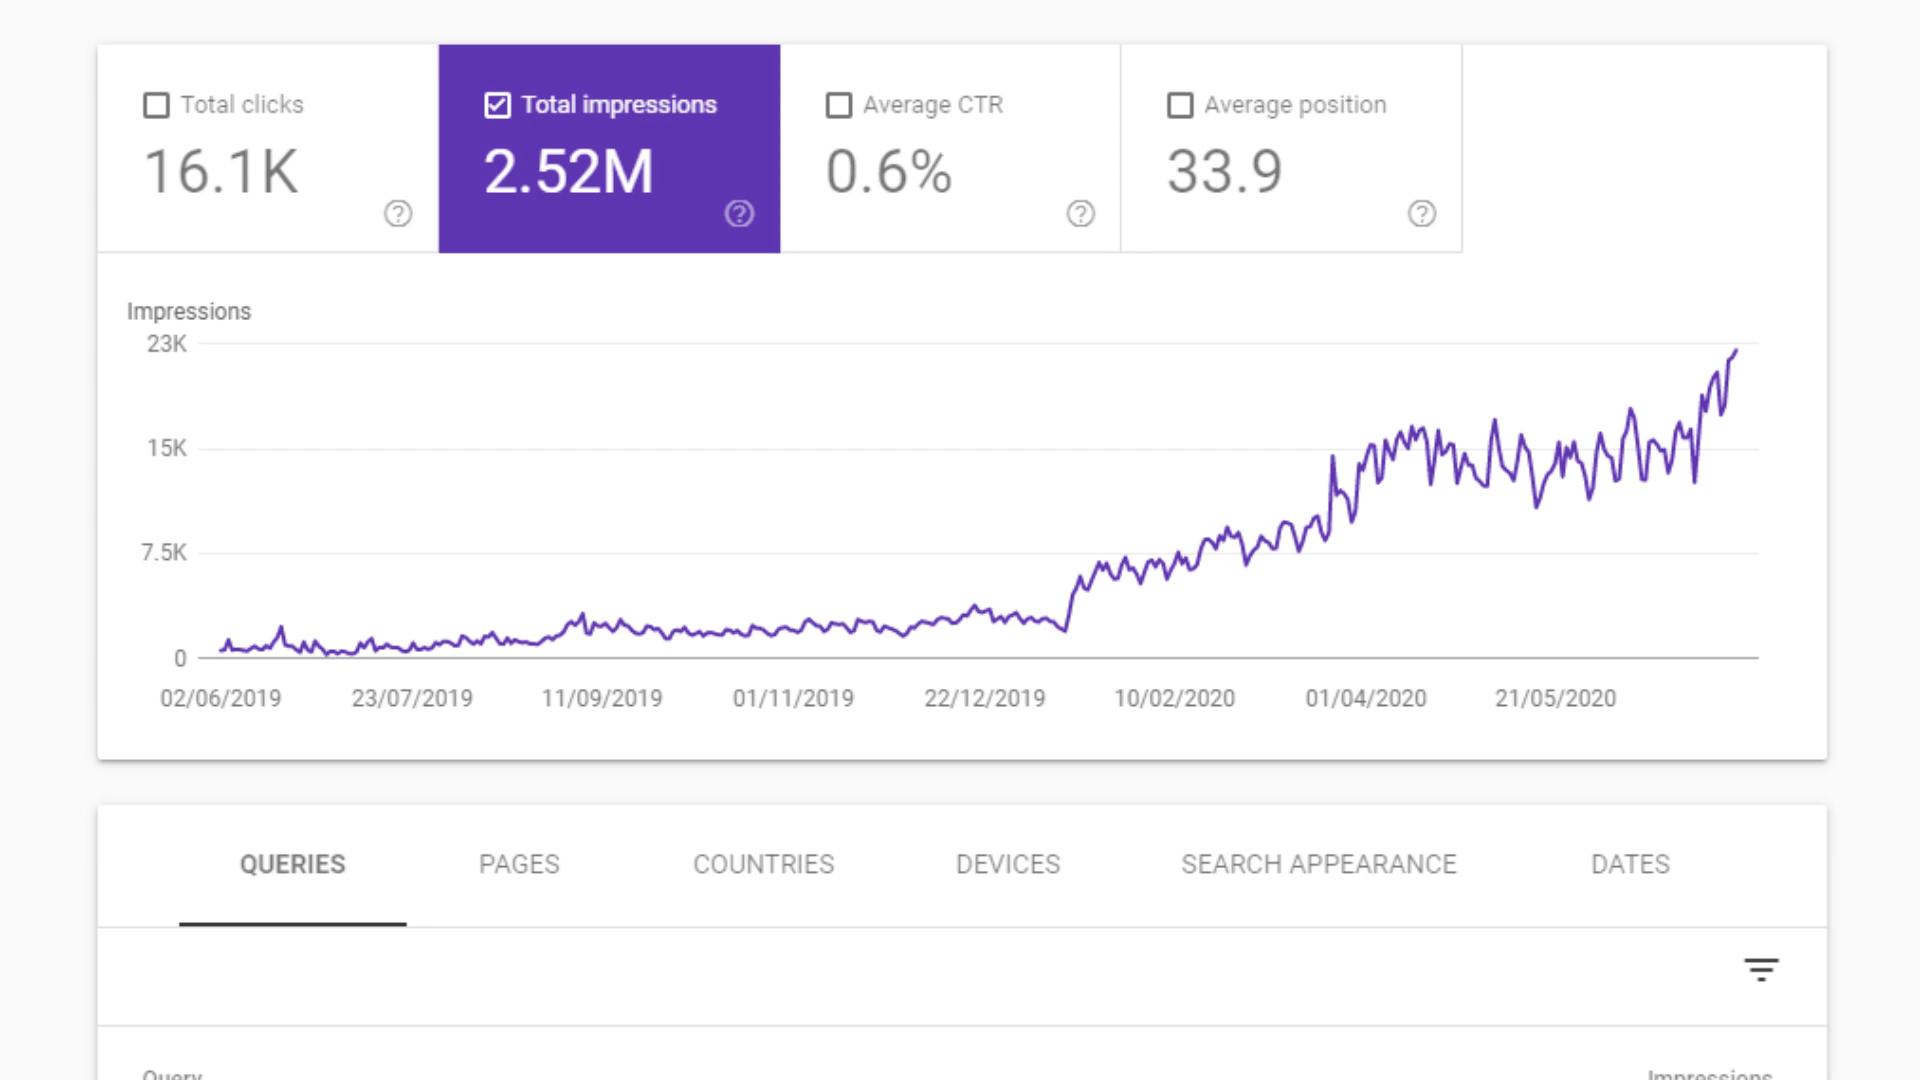 Total clicks
16.1K
Total impressions
2.52M
Average CTR
0.6%
Average position
33.9
Impressions
23K
15K
7.5K
0
02/06/2019 23/07/2019 11/09/2019 01/11/2019 22/12/2019 10/02/2020 01/04/2020 21/05/2020
QUERIES PAGES COUNTRIES DEVICES SEARCH APPEARANCE DATES
Query Impressions